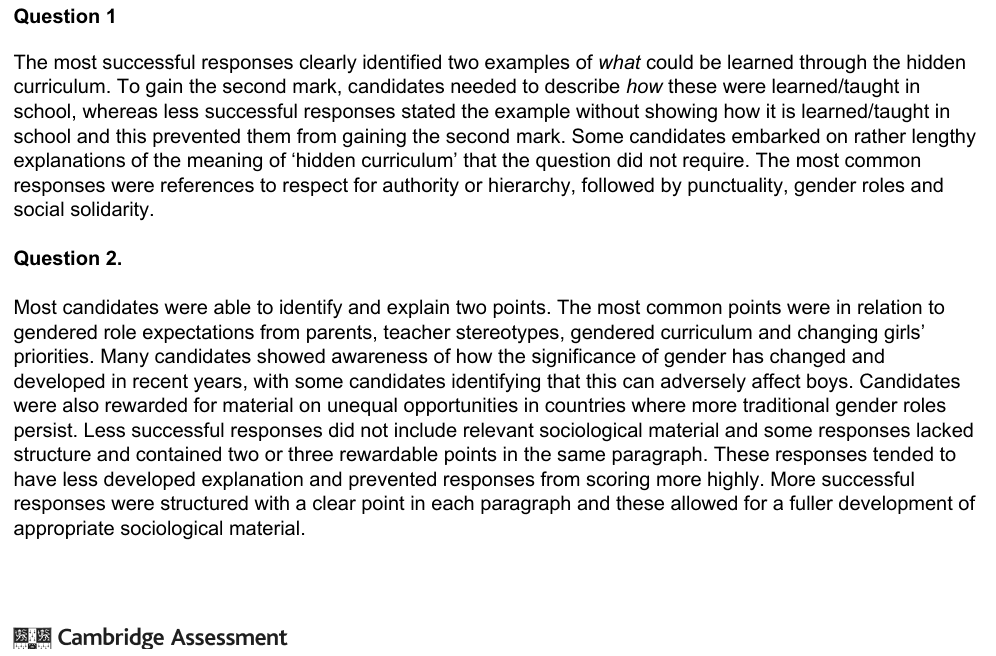 Question 1
The most successful responses clearly identified two examples of what could be learned through the hidden
curriculum. To gain the second mark, candidates needed to describe how these were learned/taught in
school, whereas less successful responses stated the example without showing how it is learned/taught in
school and this prevented them from gaining the second mark. Some candidates embarked on rather lengthy
explanations of the meaning of ‘hidden curriculum’ that the question did not require. The most common
responses were references to respect for authority or hierarchy, followed by punctuality, gender roles and
social solidarity.
Question 2.
Most candidates were able to identify and explain two points. The most common points were in relation to
gendered role expectations from parents, teacher stereotypes, gendered curriculum and changing girls’
priorities. Many candidates showed awareness of how the significance of gender has changed and
developed in recent years, with some candidates identifying that this can adversely affect boys. Candidates
were also rewarded for material on unequal opportunities in countries where more traditional gender roles
persist. Less successful responses did not include relevant sociological material and some responses lacked
structure and contained two or three rewardable points in the same paragraph. These responses tended to
have less developed explanation and prevented responses from scoring more highly. More successful
responses were structured with a clear point in each paragraph and these allowed for a fuller development of
appropriate sociological material.
Cambridge Assessment